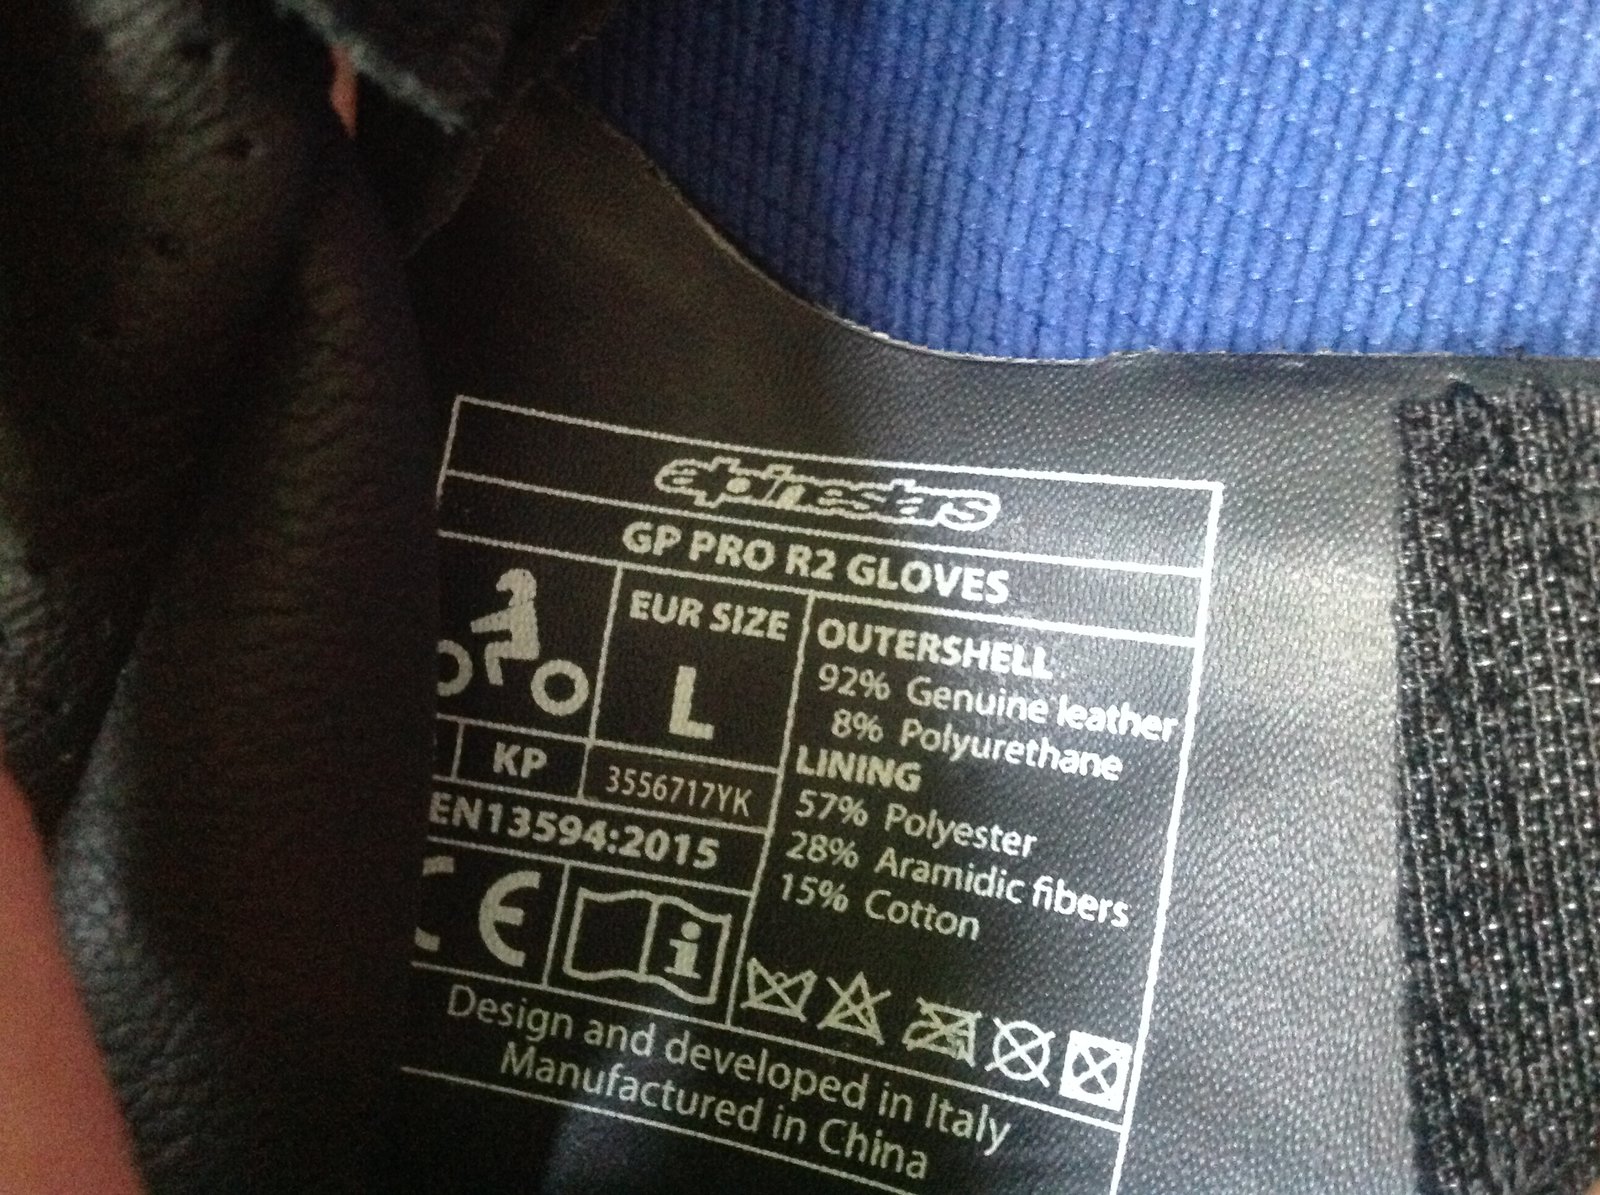 alpinestars
GP PRO R2 GLOVES
EUR SIZE
L
KP
3556717YK
EN13594:2015
CE
OUTERSHELL
92% Genuine leather
8% Polyurethane
LINING
57% Polyester
28% Aramidic fibers
15% Cotton
i
Design and developed in Italy
Manufactured in China